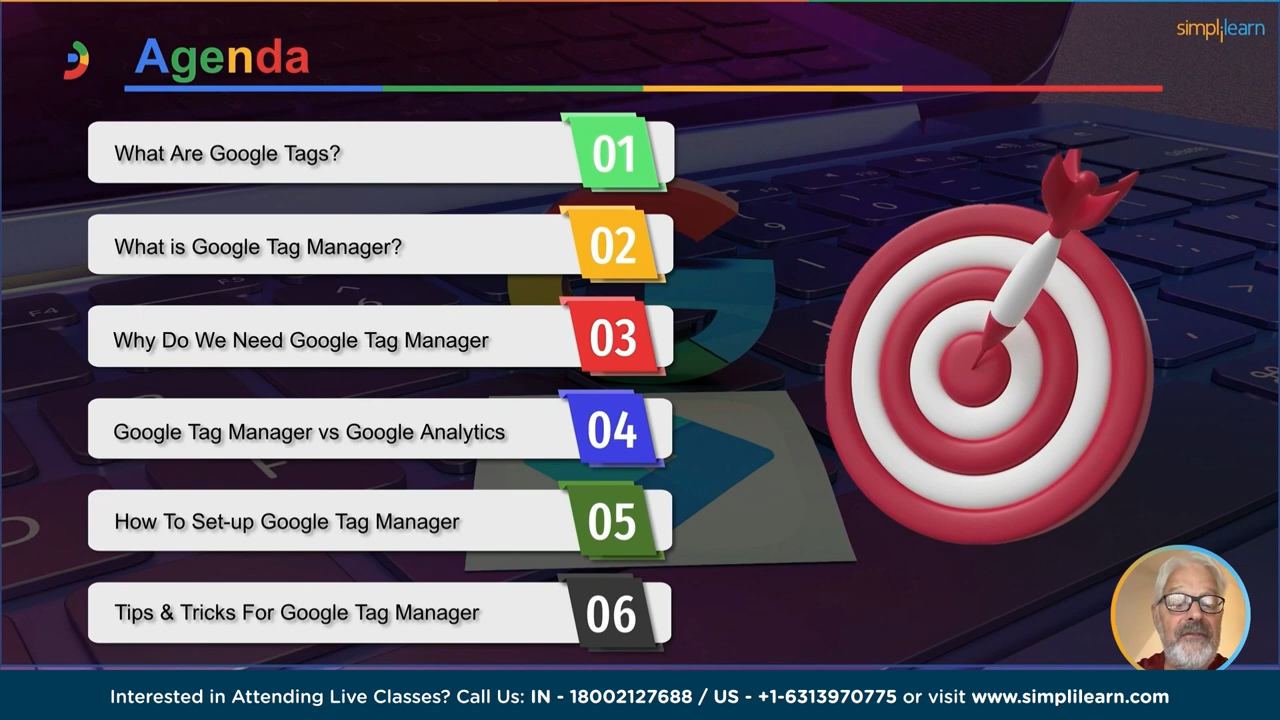 simplilearn
Agenda
What Are Google Tags?
01
What is Google Tag Manager?
02
Why Do We Need Google Tag Manager
03
Google Tag Manager vs Google Analytics
04
How To Set-up Google Tag Manager
05
Tips & Tricks For Google Tag Manager
06
Interested in Attending Live Classes? Call Us: IN - 18002127688 / US - +1-6313970775 or visit www.simplilearn.com